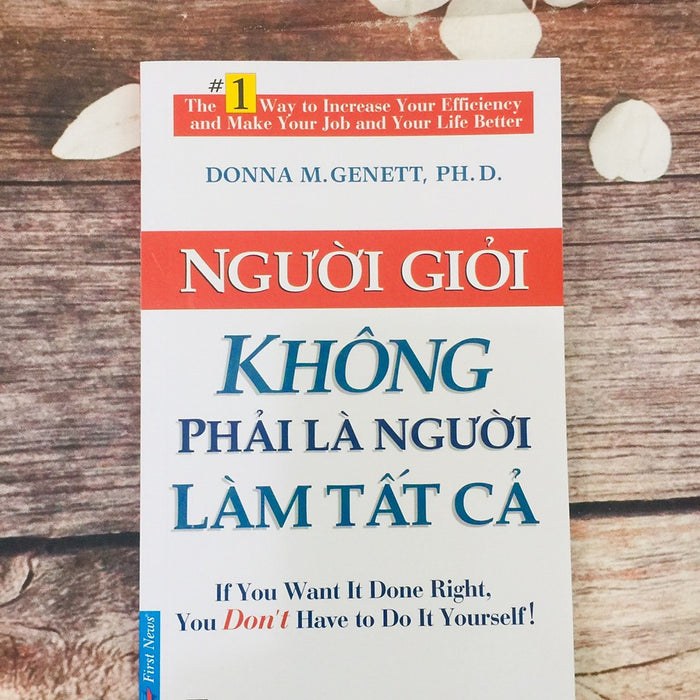 The #1 Way to Increase Your Efficiency
and Make Your Job and Your Life Better
DONNA M. GENETT, PH.D.
NGƯỜI GIỎI
KHÔNG
PHẢI LÀ NGƯỜI
LÀM TẤT CẢ
If You Want It Done Right,
You Don't Have to Do It Yourself!
First News